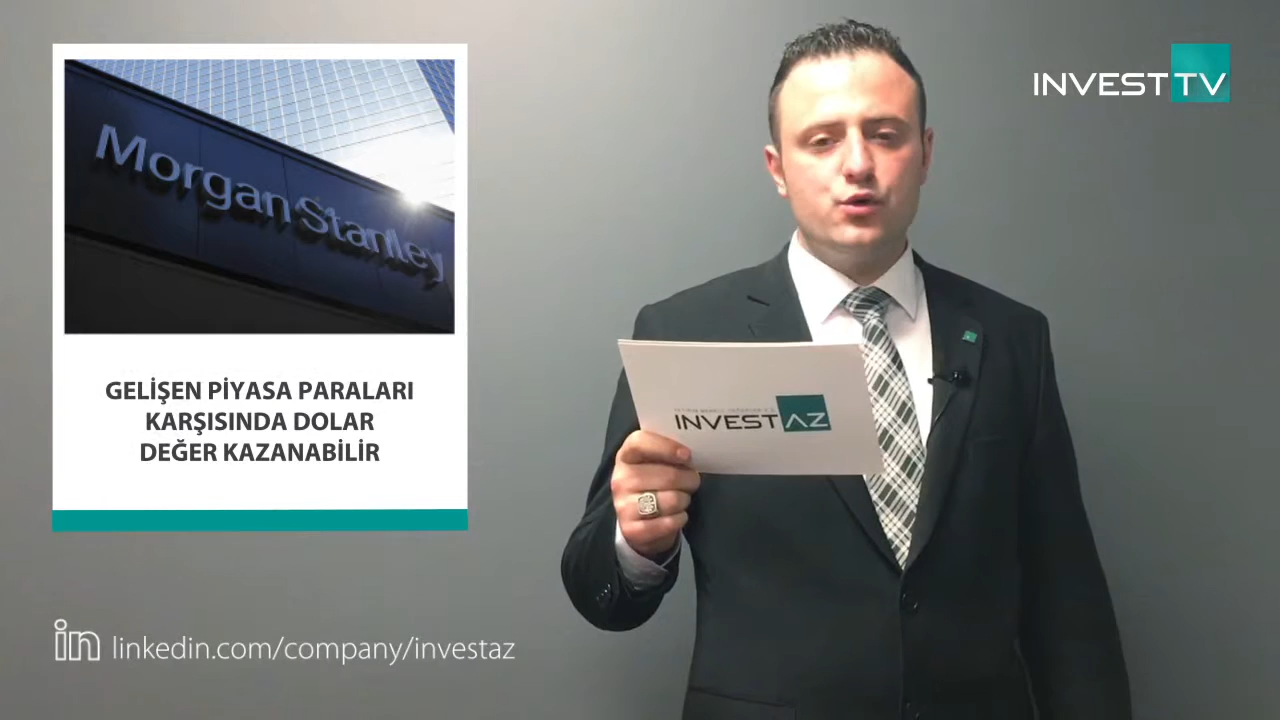 Morgan Stanley
GELİŞEN PİYASA PARALARI
KARŞISINDA DOLAR
DEĞER KAZANABİLİR
in linkedin.com/company/investaz
INVEST TV
INVEST AZ